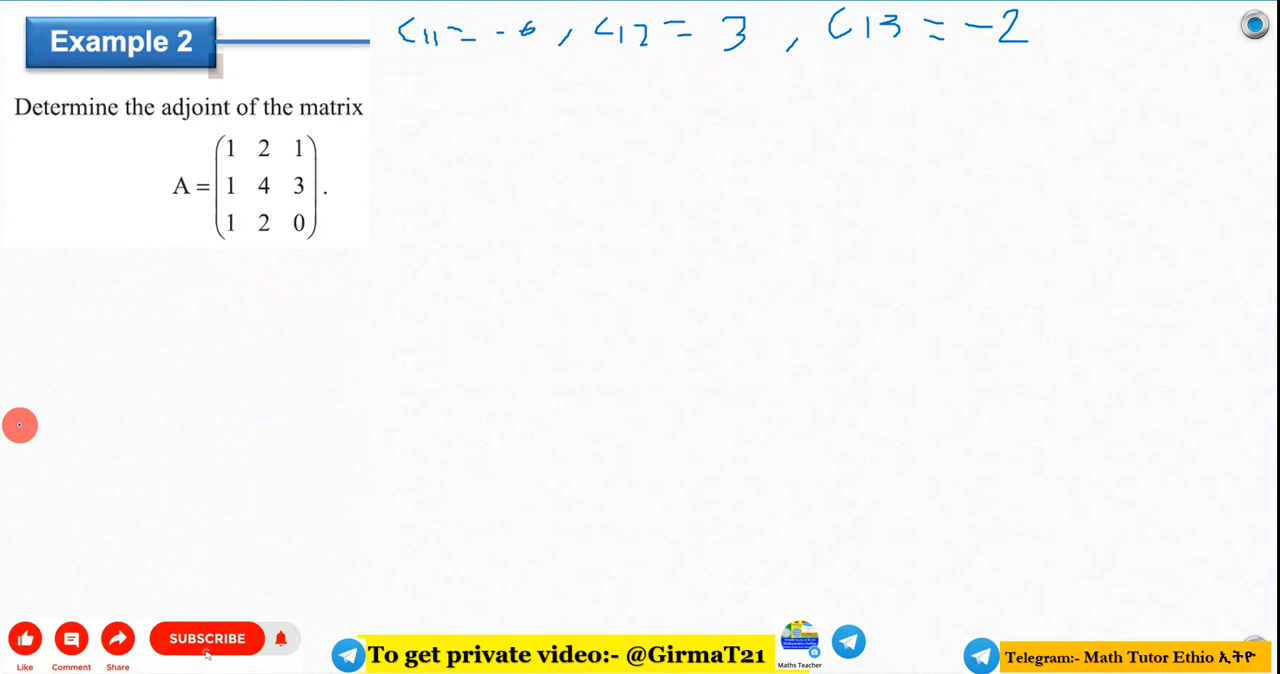 Example 2
C11 = -6 , C12 = 3 , C13 = -2
Determine the adjoint of the matrix
A = (1 2 1
1 4 3
1 2 0) .
Like Comment Share SUBSCRIBE
To get private video:- @GirmaT21
Maths Teacher
Telegram:- Math Tutor Ethio ኢትዮ